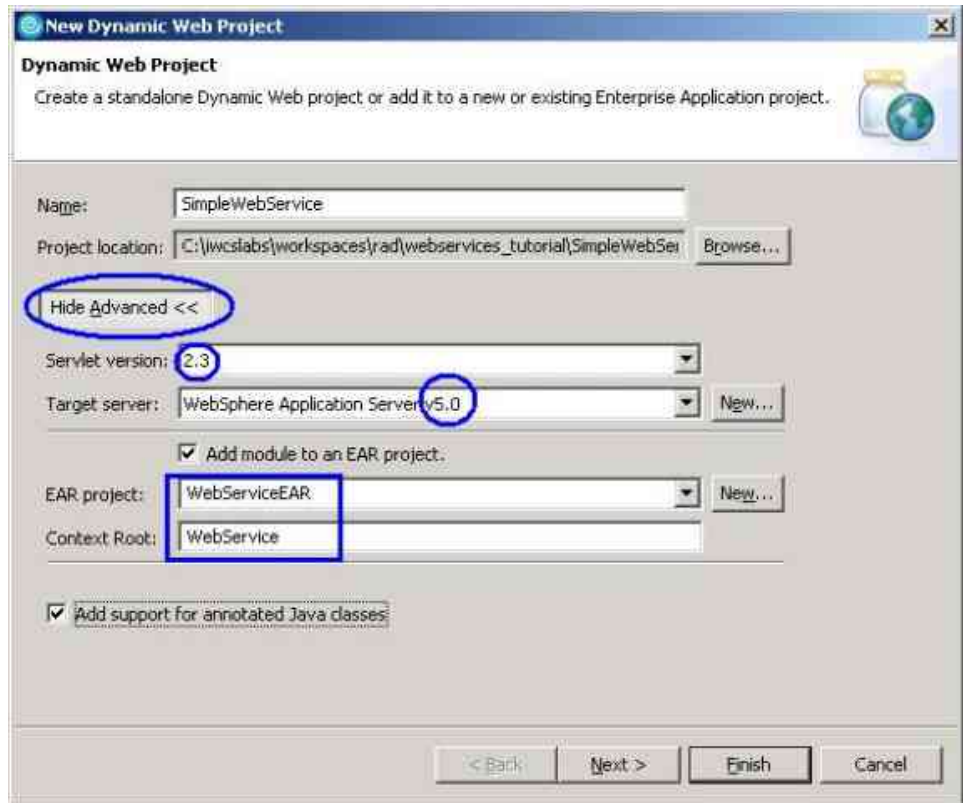 New Dynamic Web Project
Dynamic Web Project
Create a standalone Dynamic Web project or add it to a new or existing Enterprise Application project.
Name: SimpleWebService
Project location: C:\iwcslabs\workspaces\rad\webservices_tutorial\SimpleWebSer Browse...
Hide Advanced <<
Servlet version: 2.3
Target server: WebSphere Application Server v5.0 New...
Add module to an EAR project.
EAR project: WebServiceEAR New...
Context Root: WebService
Add support for annotated Java classes
< Back Next > Finish Cancel